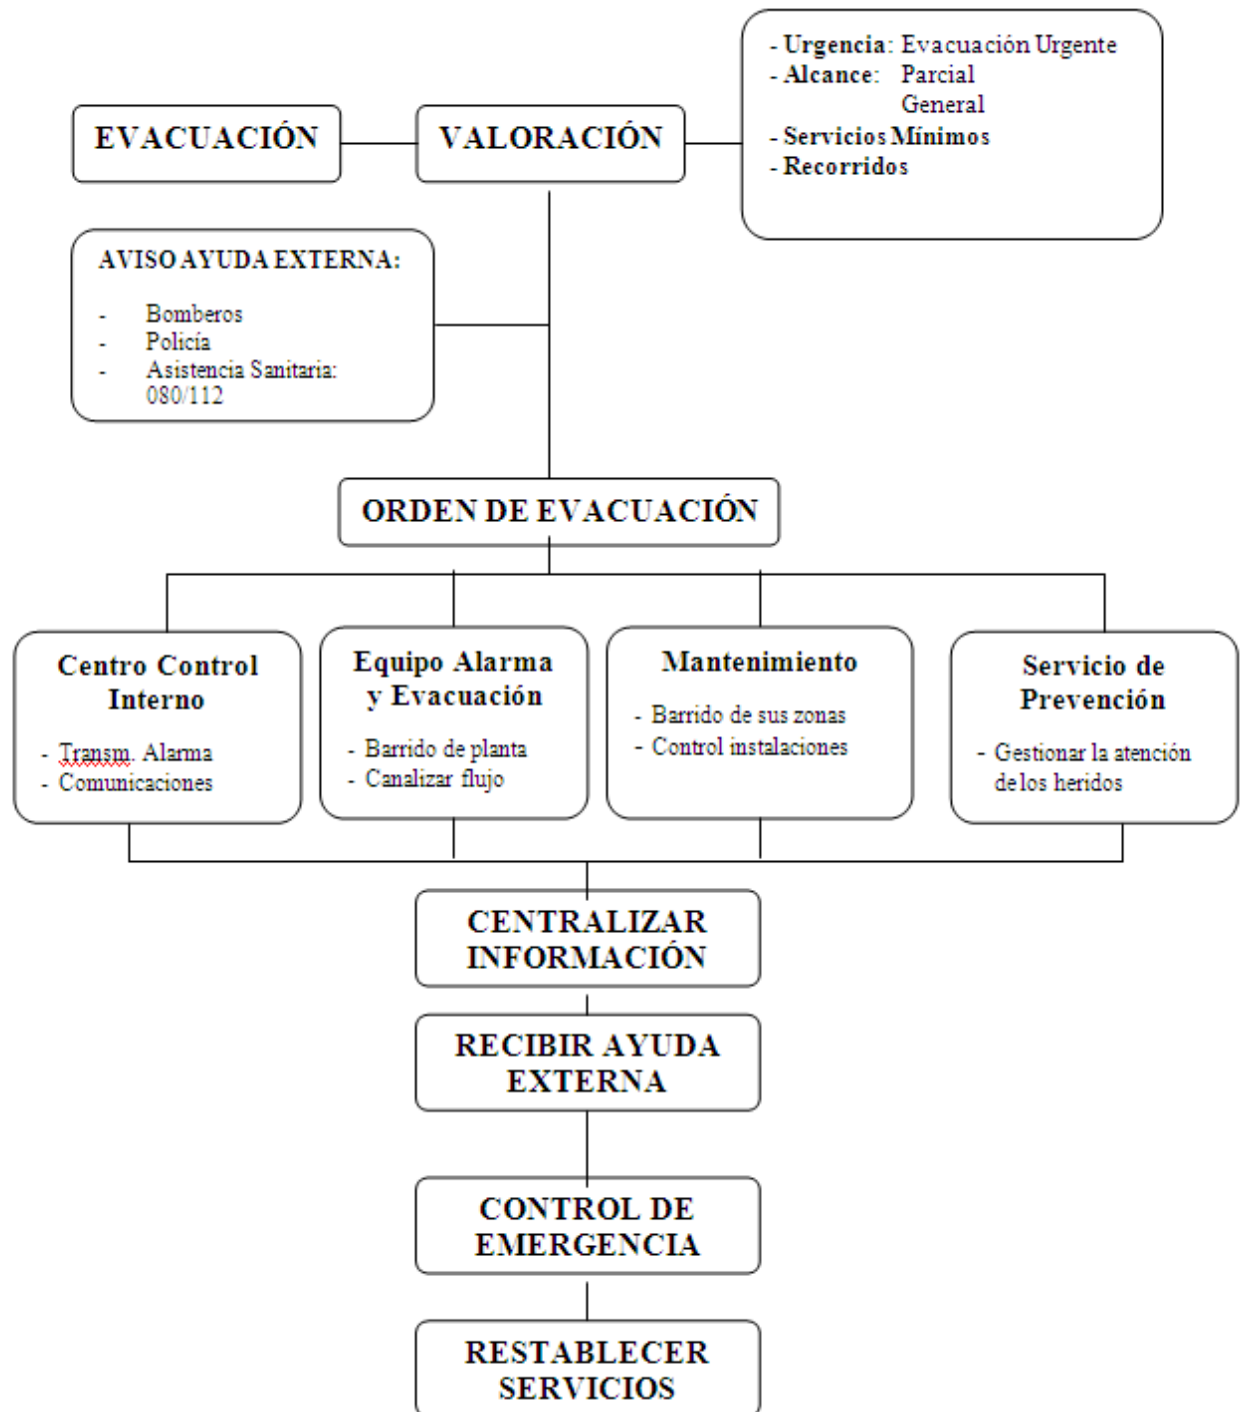 EVACUACIÓN
VALORACIÓN
- Urgencia: Evacuación Urgente
- Alcance: Parcial
General
- Servicios Mínimos
- Recorridos
AVISO AYUDA EXTERNA:
- Bomberos
- Policía
- Asistencia Sanitaria:
080/112
ORDEN DE EVACUACIÓN
Centro Control
Interno
- Transm. Alarma
- Comunicaciones
Equipo Alarma
y Evacuación
- Barrido de planta
- Canalizar flujo
Mantenimiento
- Barrido de sus zonas
- Control instalaciones
Servicio de
Prevención
- Gestionar la atención
de los heridos
CENTRALIZAR
INFORMACIÓN
RECIBIR AYUDA
EXTERNA
CONTROL DE
EMERGENCIA
RESTABLECER
SERVICIOS